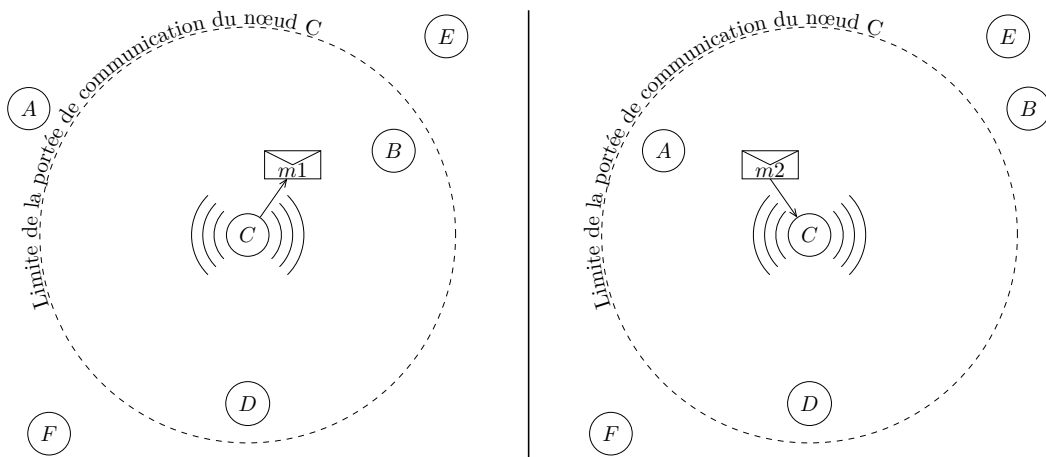 Limite de la portée de communication du nœud C
E
A
B
m1
C
D
F
Limite de la portée de communication du nœud C
E
B
A
m2
C
D
F